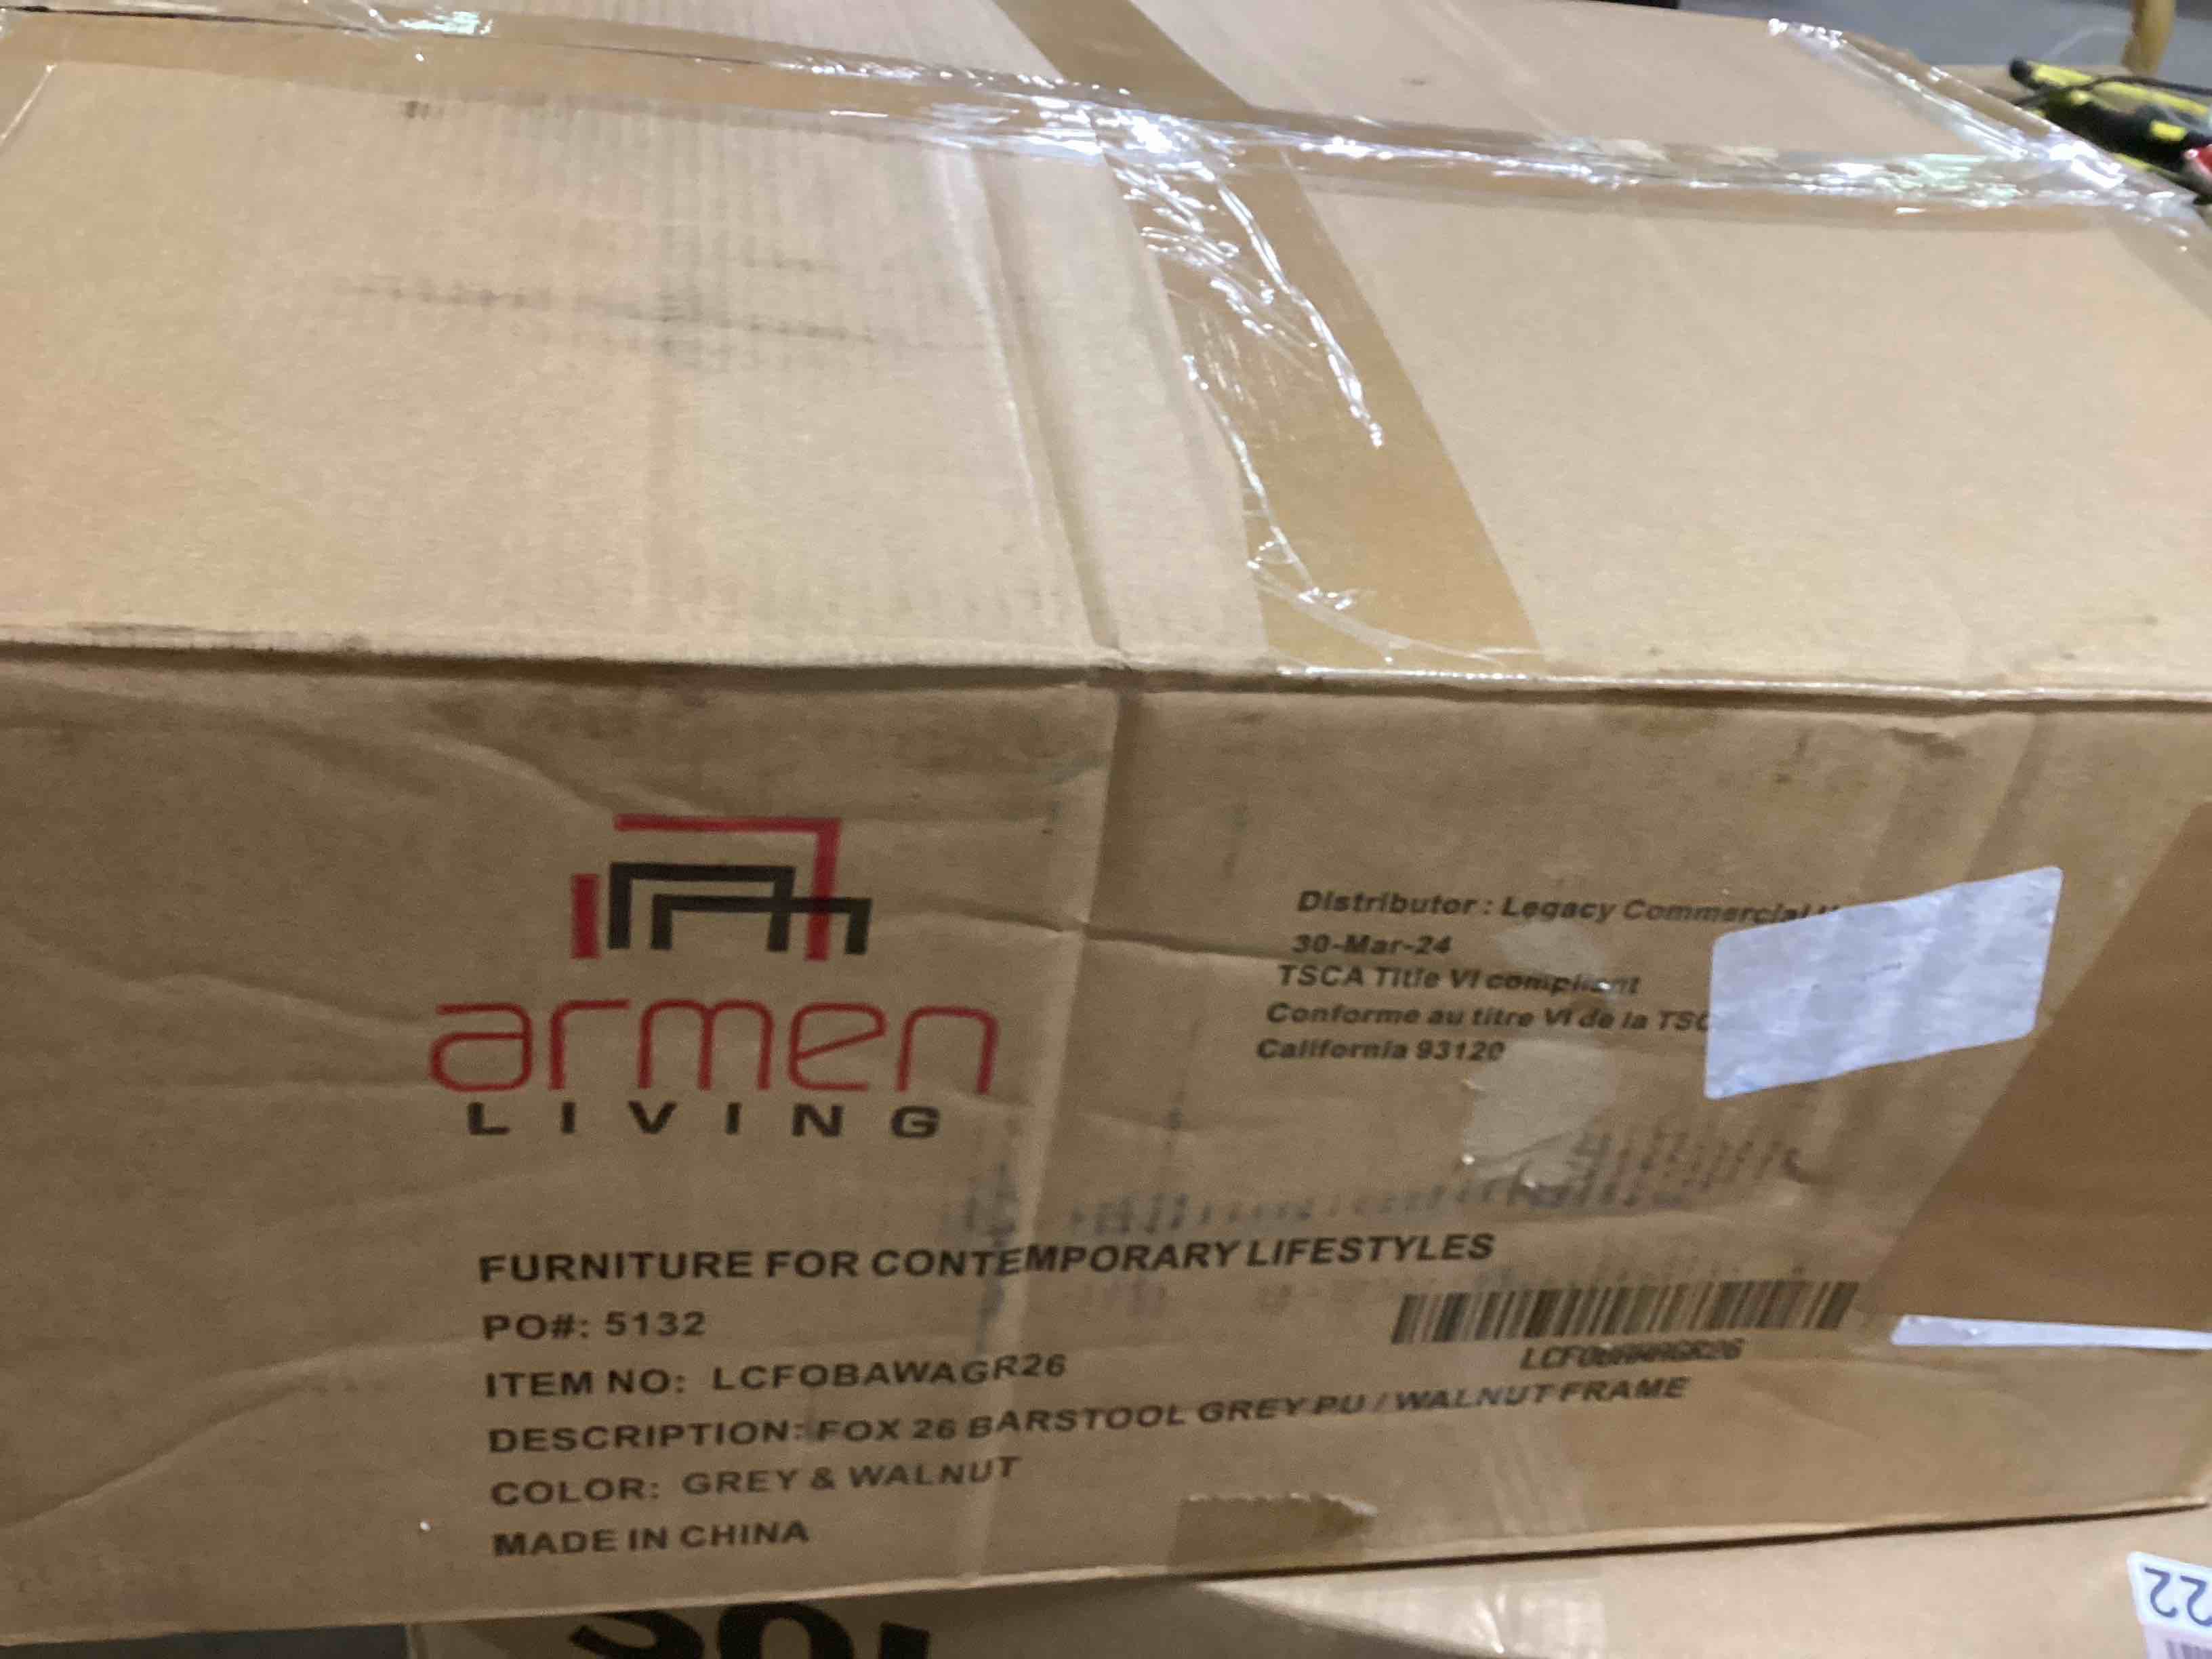 armen
LIVING
Distributor: Legacy Commercial
30-Mar-24
TSCA Title VI compliant
Conforme au titre VI de la TSC
California 93120
FURNITURE FOR CONTEMPORARY LIFESTYLES
PO#: 5132
ITEM NO: LCFOBAWAGR26
LCFOBAWAGR26
DESCRIPTION: FOX 26 BARSTOOL GREY PU / WALNUT FRAME
COLOR: GREY & WALNUT
MADE IN CHINA
22